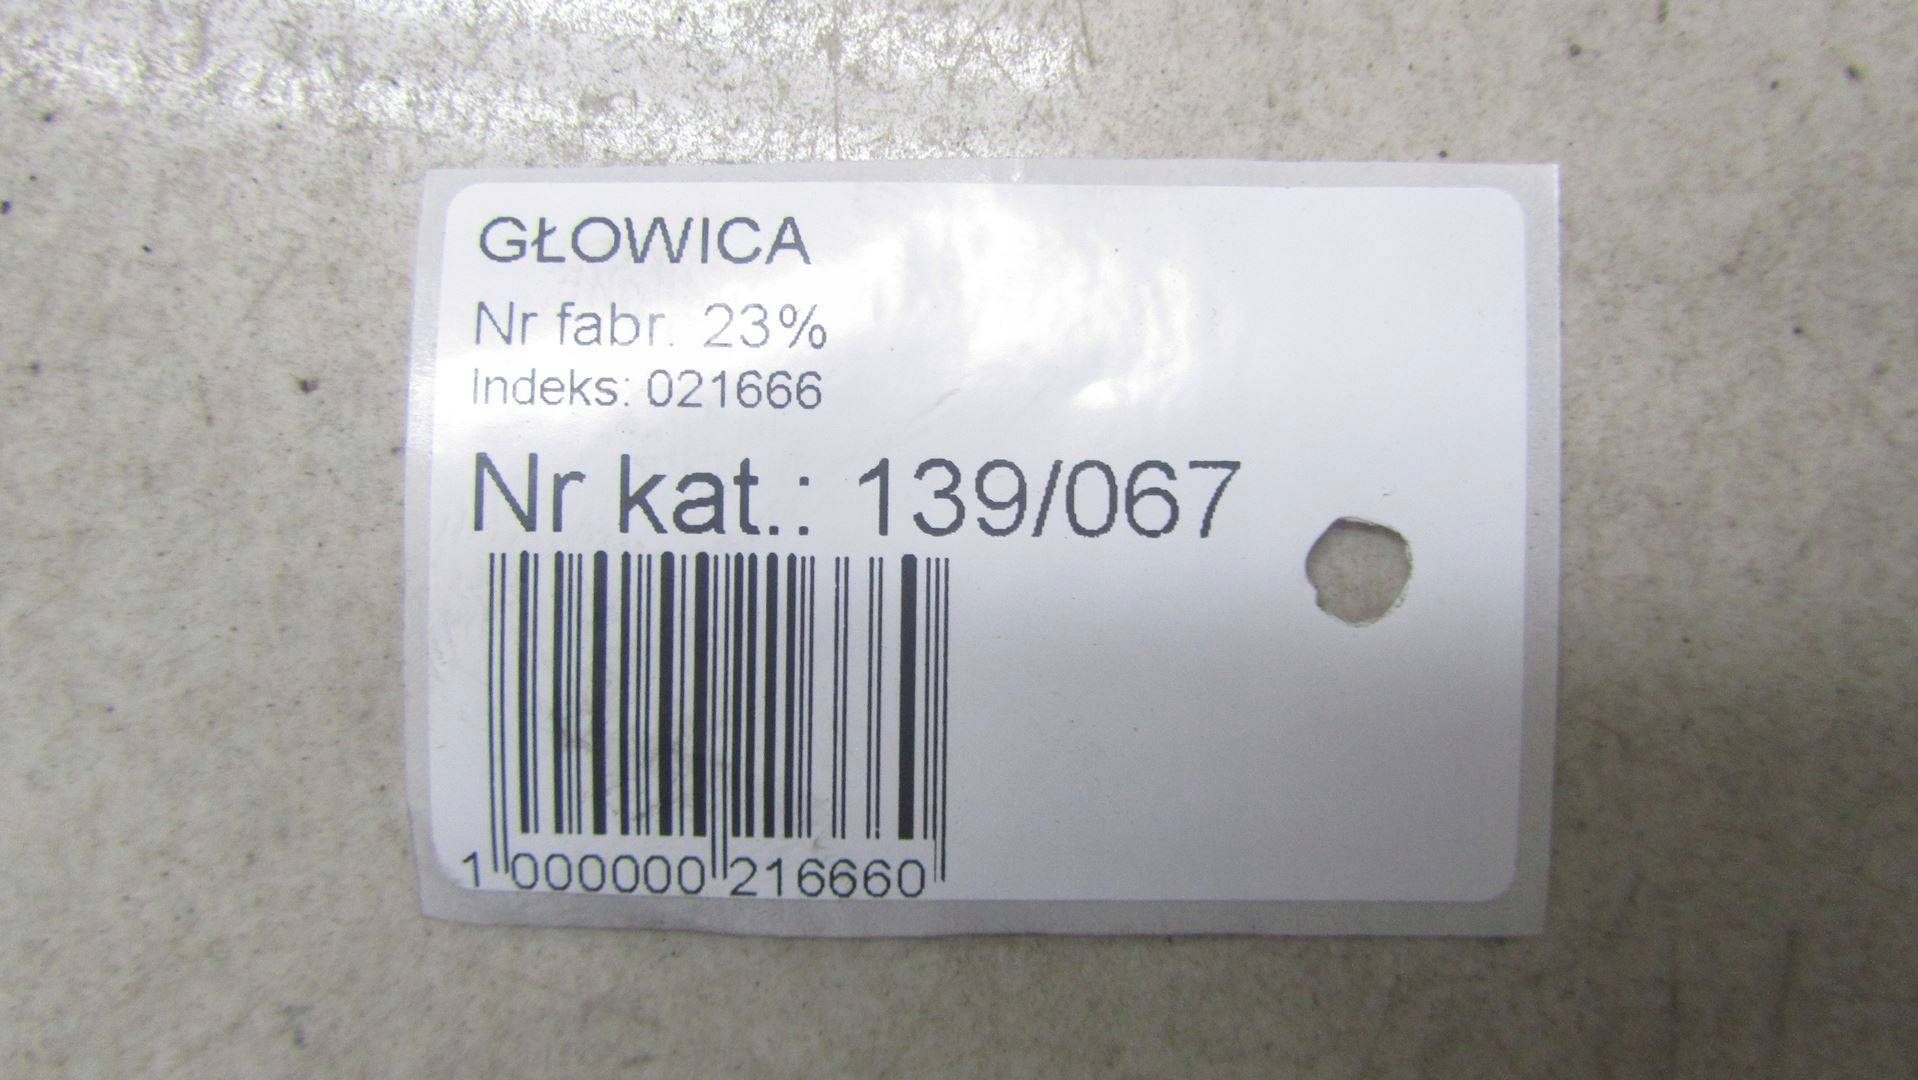 GŁOWICA
Nr fabr. 23%
Indeks: 021666
Nr kat.: 139/067
1 000000 216660